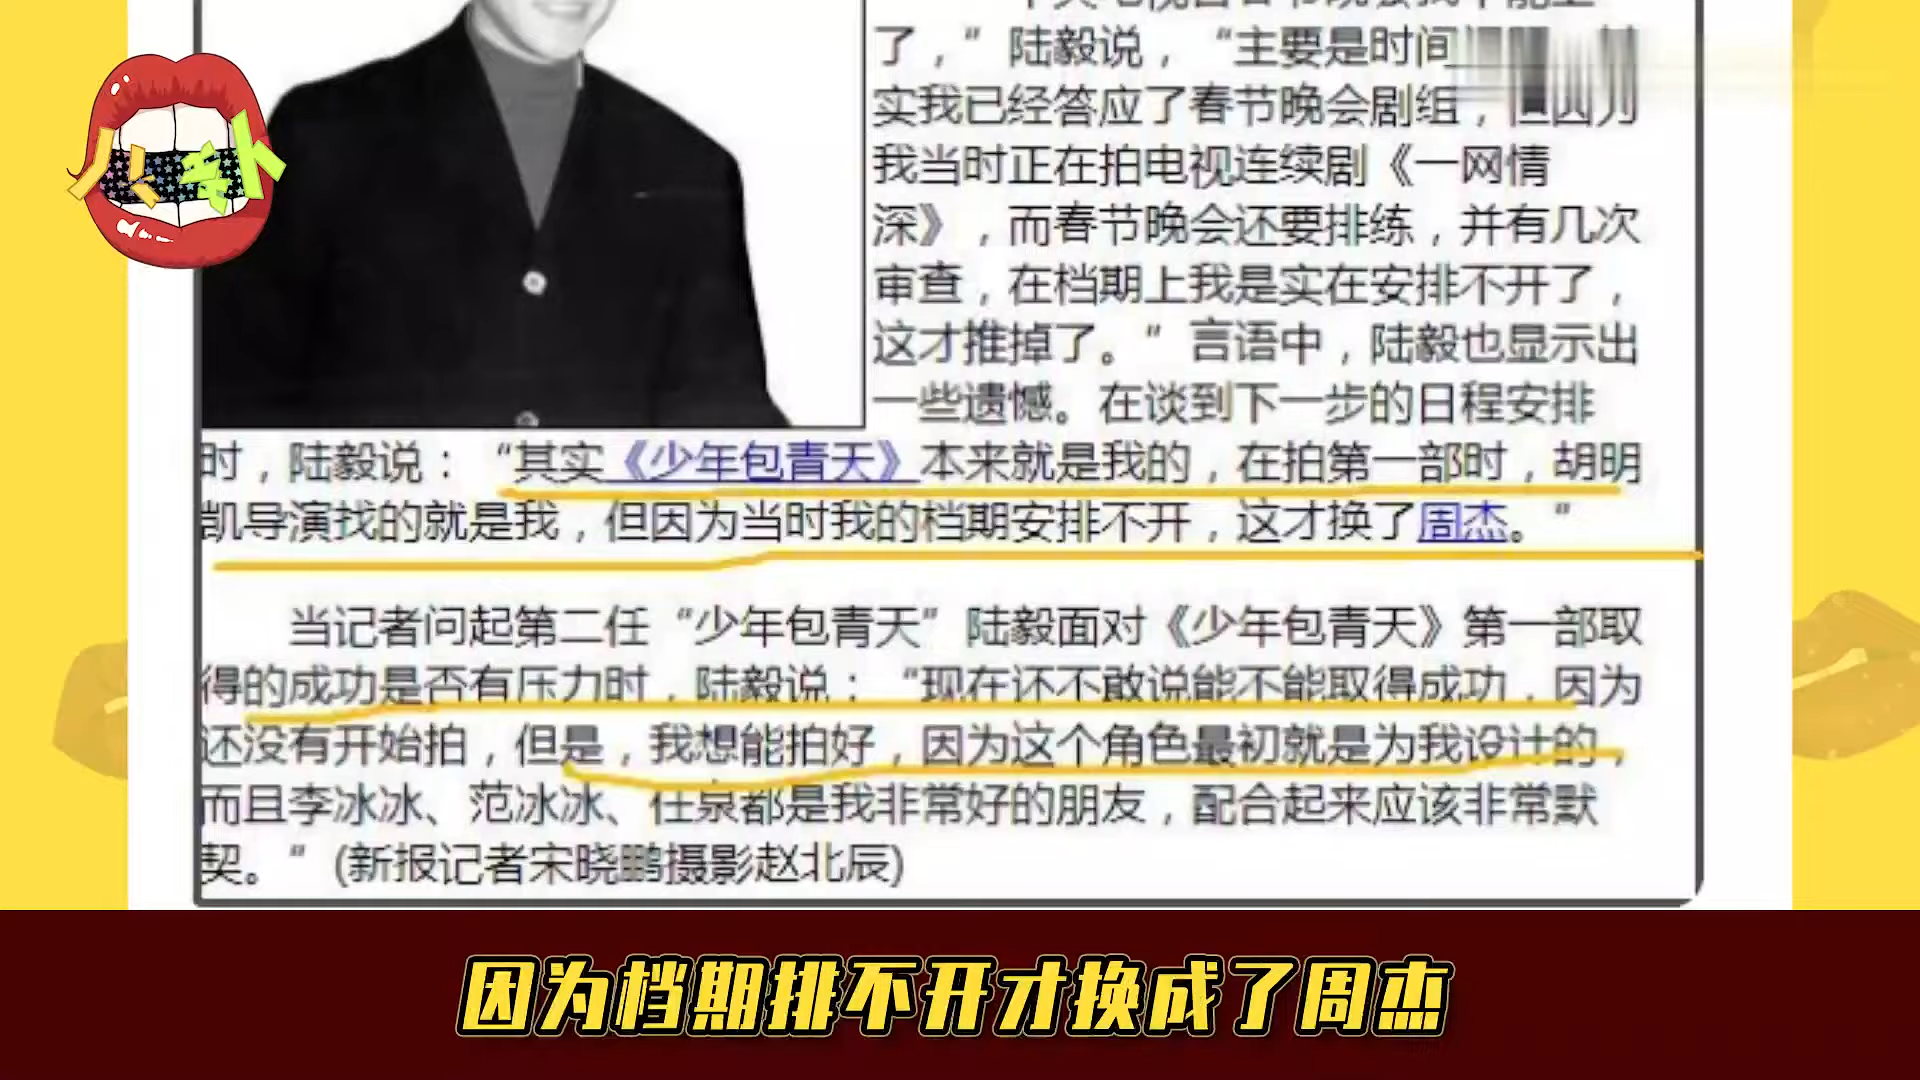 八卦
了，”陆毅说，“主要是时间
实我已经答应了春节晚会剧组，但因为
我当时正在拍电视连续剧《一网情
深》，而春节晚会还要排练，并有几次
审查，在档期上我是实在安排不开了，
这才推掉了。”言语中，陆毅也显示出
一些遗憾。在谈到下一步的日程安排
时，陆毅说：“其实《少年包青天》本来就是我的，在拍第一部时，胡明
凯导演找的就是我，但因为当时我的档期安排不开，这才换了周杰。”
当记者问起第二任“少年包青天”陆毅面对《少年包青天》第一部取
得的成功是否有压力时，陆毅说：“现在还不敢说能不能取得成功，因为
还没有开始拍，但是，我想能拍好，因为这个角色最初就是为我设计的，
而且李冰冰、范冰冰、任泉都是我非常好的朋友，配合起来应该非常默
契。”(新报记者宋晓鹏摄影赵北辰)
因为档期排不开才换成了周杰